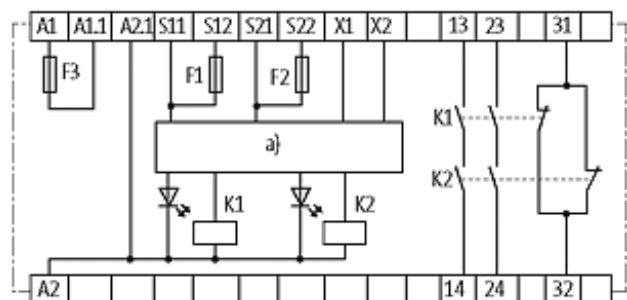 A1 A1.1 A2.1 S11 S12 S21 S22 X1 X2 13 23 31
F3 F1 F2
a)
K1
K2
K1 K2
A2 14 24 32